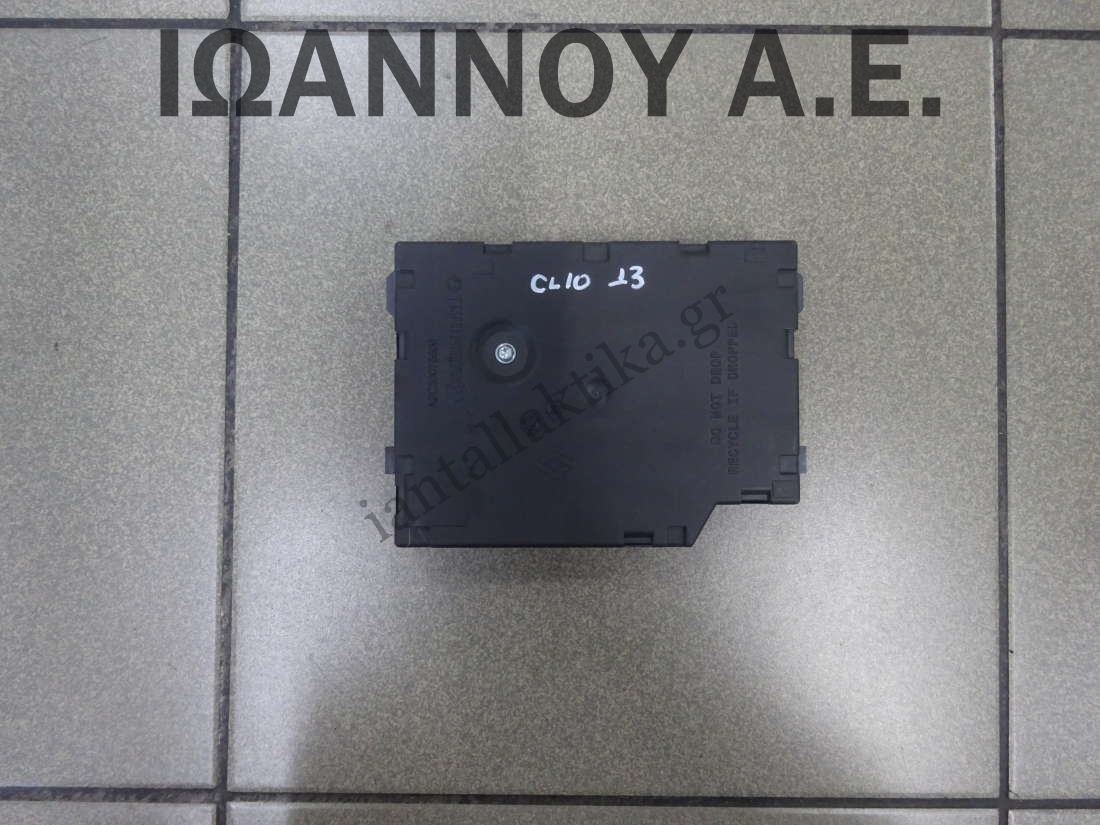 ΙΩΑΝΝΟΥ Α.Ε.
CLIO 13
iantallaktika.gr
DO NOT DROP
RECYCLE IF DROPPED